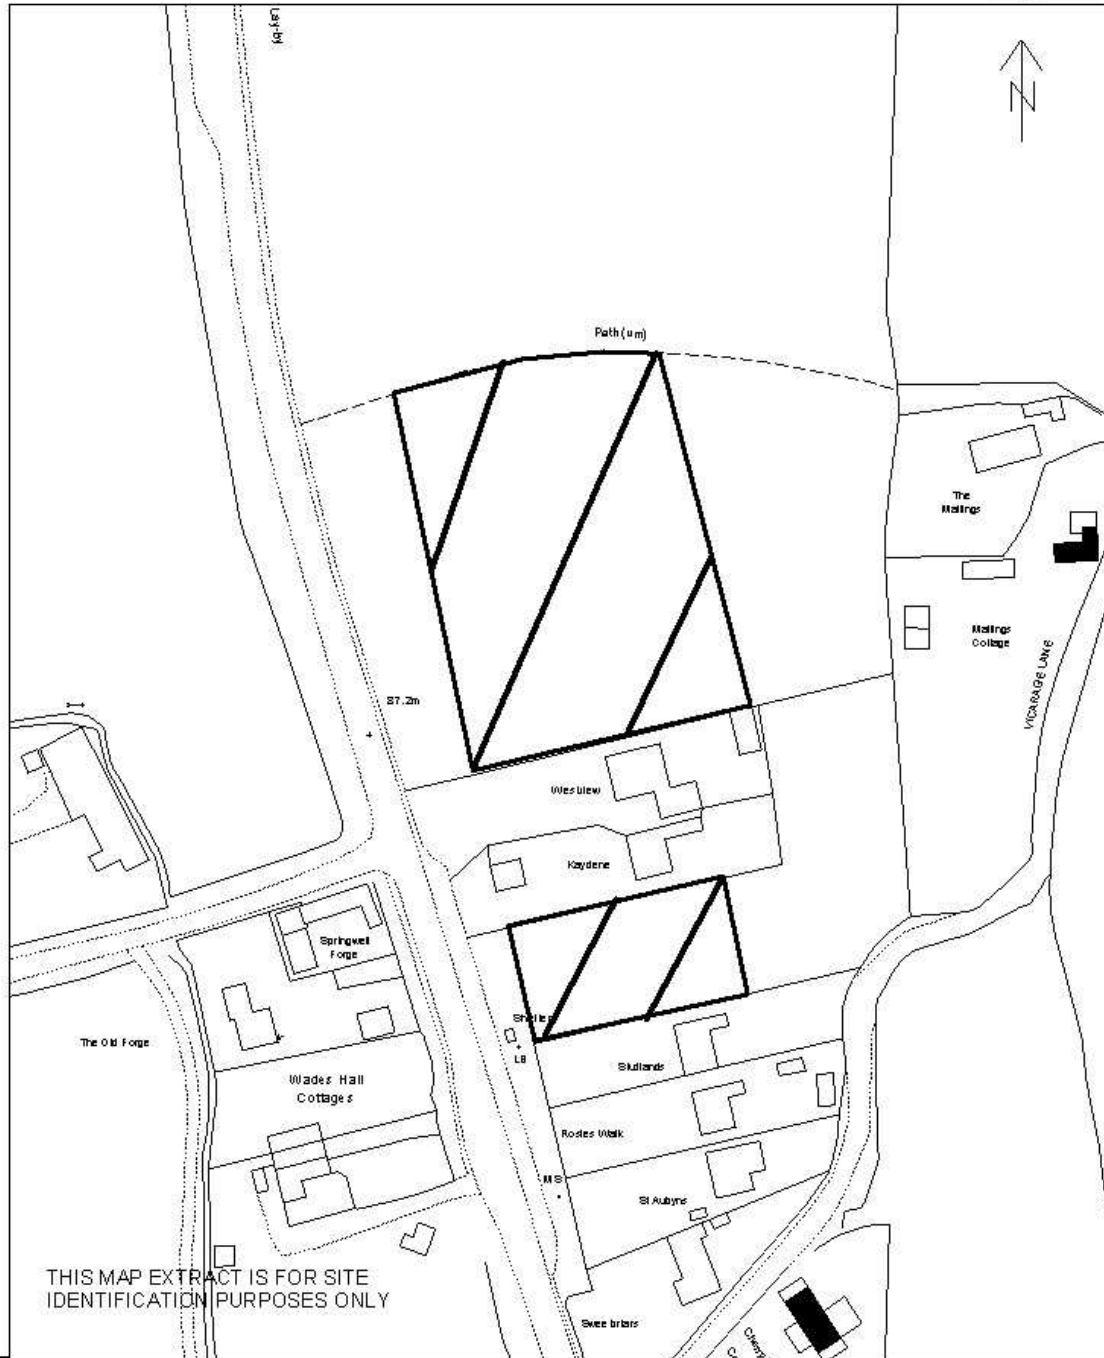 Lay-by
N
Path (um)
The
Maltings
Maltings
Cottage
VICARAGE LANE
87.2m
Westview
Kaydene
Springwell
Forge
Shelter
LB
The Old Forge
Studlands
Wades Hall
Cottages
Rosies Walk
MS
St Aubyns
THIS MAP EXTRACT IS FOR SITE
IDENTIFICATION PURPOSES ONLY
Sweetbriars